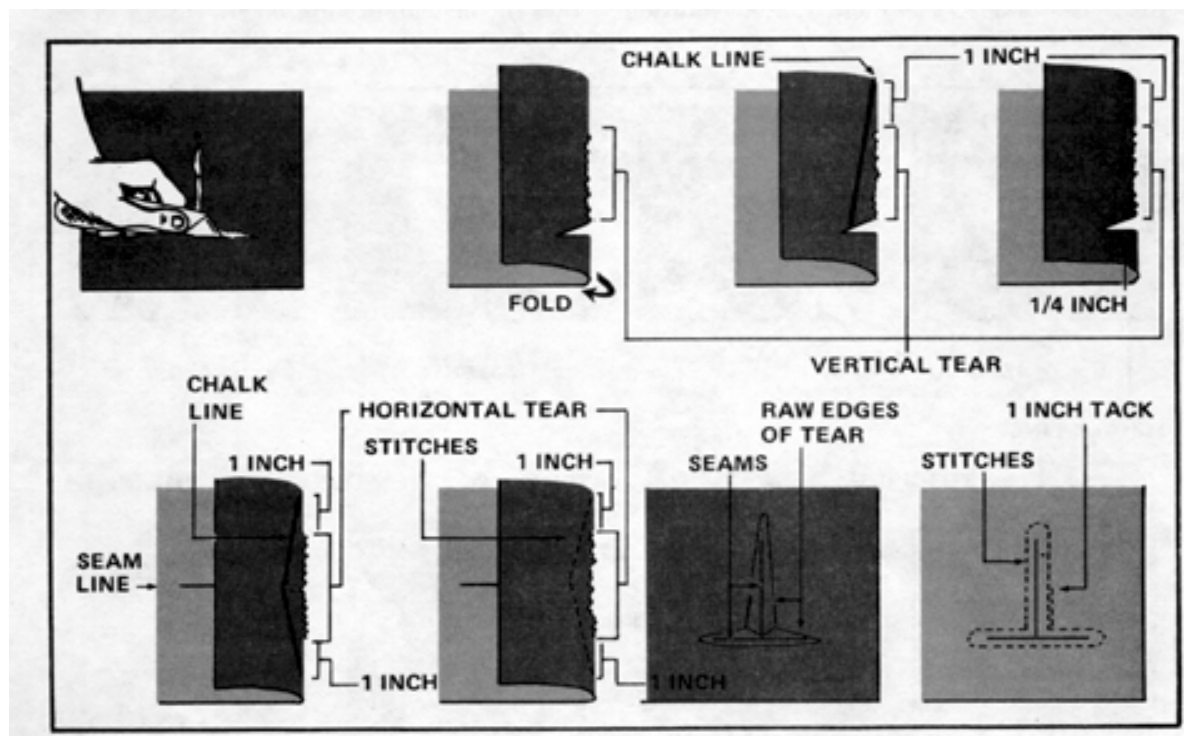 CHALK LINE
1 INCH
FOLD
1/4 INCH
VERTICAL TEAR
CHALK
LINE
HORIZONTAL TEAR
RAW EDGES
OF TEAR
1 INCH TACK
STITCHES
1 INCH
1 INCH
SEAMS
STITCHES
SEAM
LINE
1 INCH
1 INCH